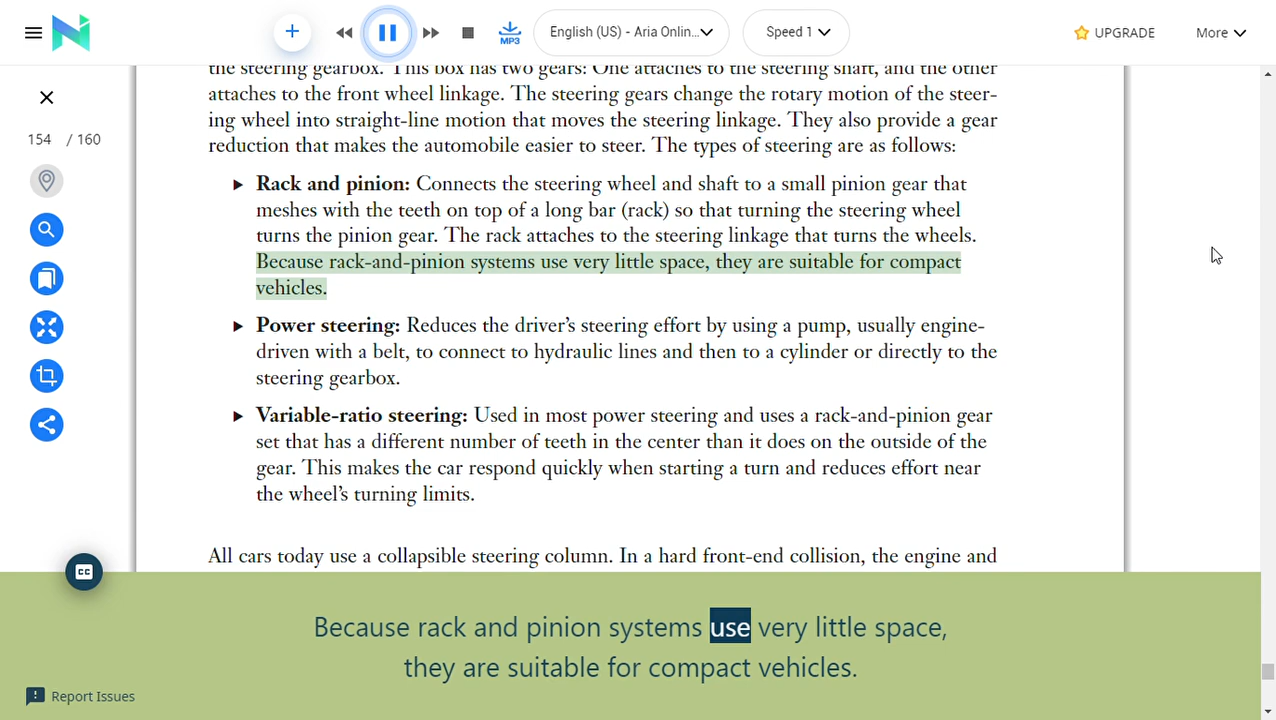 MP3
English (US) - Aria Onlin...
Speed 1
UPGRADE
More
154 / 160
the steering gearbox. This box has two gears: One attaches to the steering shaft, and the other
attaches to the front wheel linkage. The steering gears change the rotary motion of the steer-
ing wheel into straight-line motion that moves the steering linkage. They also provide a gear
reduction that makes the automobile easier to steer. The types of steering are as follows:
Rack and pinion: Connects the steering wheel and shaft to a small pinion gear that
meshes with the teeth on top of a long bar (rack) so that turning the steering wheel
turns the pinion gear. The rack attaches to the steering linkage that turns the wheels.
Because rack-and-pinion systems use very little space, they are suitable for compact
vehicles.
Power steering: Reduces the driver's steering effort by using a pump, usually engine-
driven with a belt, to connect to hydraulic lines and then to a cylinder or directly to the
steering gearbox.
Variable-ratio steering: Used in most power steering and uses a rack-and-pinion gear
set that has a different number of teeth in the center than it does on the outside of the
gear. This makes the car respond quickly when starting a turn and reduces effort near
the wheel's turning limits.
All cars today use a collapsible steering column. In a hard front-end collision, the engine and
CC
Because rack and pinion systems use very little space,
they are suitable for compact vehicles.
Report Issues